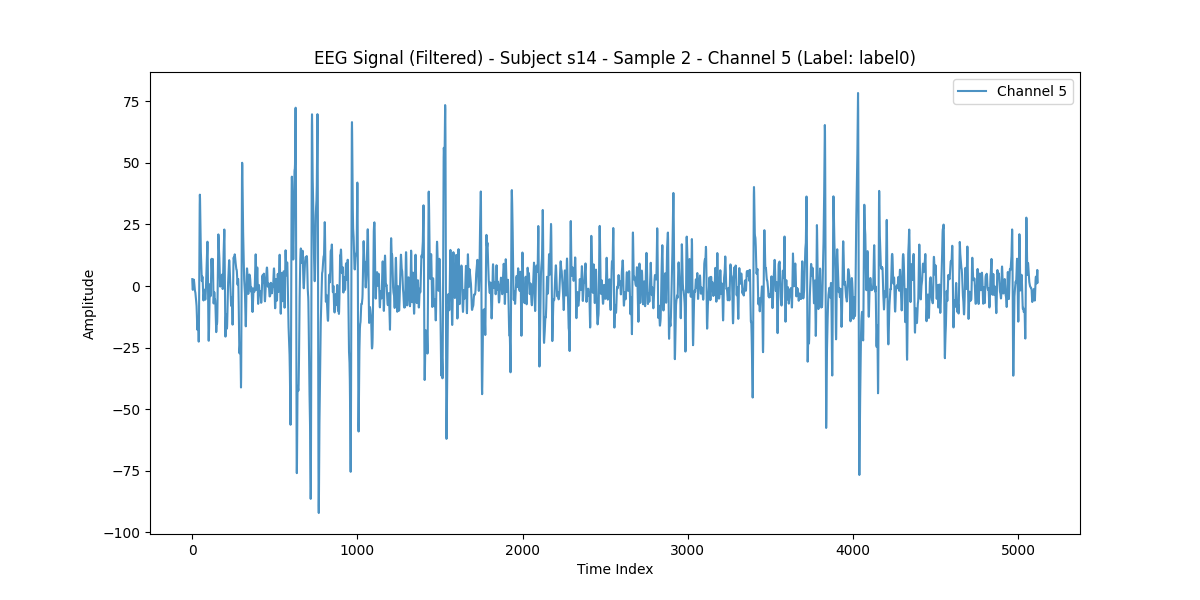 EEG Signal (Filtered) - Subject s14 - Sample 2 - Channel 5 (Label: label0)
Channel 5
75
50
25
0
−25
−50
−75
−100
Amplitude
0 1000 2000 3000 4000 5000
Time Index